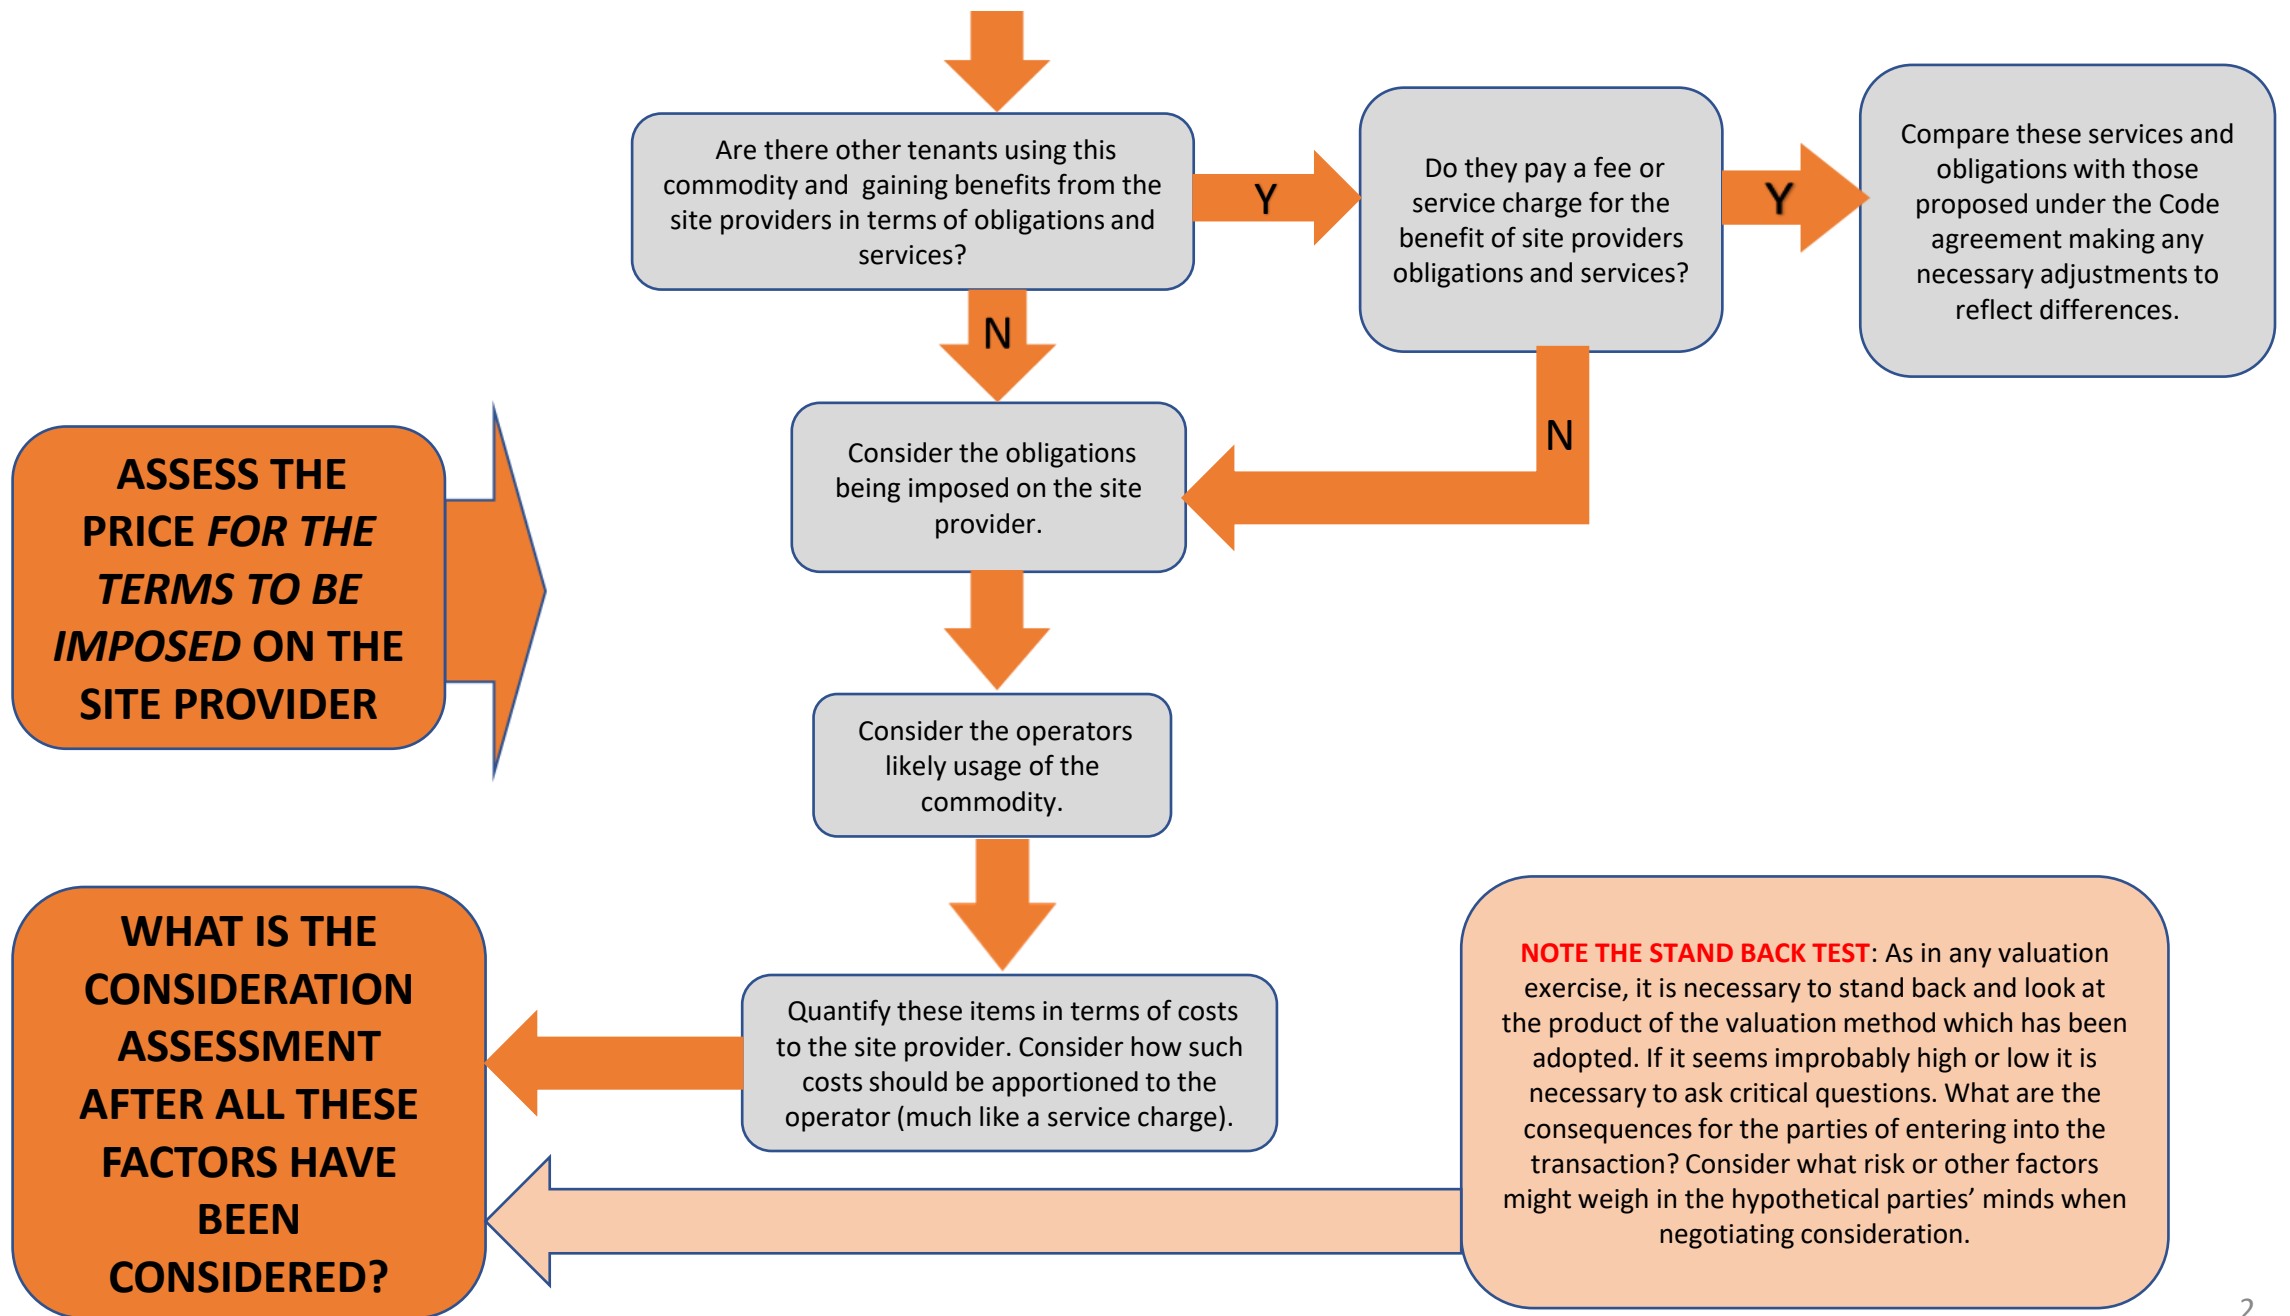 Are there other tenants using this
commodity and  gaining benefits from the
site providers in terms of obligations and
services?
Y
Do they pay a fee or
service charge for the
benefit of site providers
obligations and services?
Y
Compare these services and
obligations with those
proposed under the Code
agreement making any
necessary adjustments to
reflect differences.
N
N
ASSESS THE
PRICE FOR THE
TERMS TO BE
IMPOSED ON THE
SITE PROVIDER
Consider the obligations
being imposed on the site
provider.
Consider the operators
likely usage of the
commodity.
WHAT IS THE
CONSIDERATION
ASSESSMENT
AFTER ALL THESE
FACTORS HAVE
BEEN
CONSIDERED?
Quantify these items in terms of costs
to the site provider. Consider how such
costs should be apportioned to the
operator (much like a service charge).
NOTE THE STAND BACK TEST: As in any valuation
exercise, it is necessary to stand back and look at
the product of the valuation method which has been
adopted. If it seems improbably high or low it is
necessary to ask critical questions. What are the
consequences for the parties of entering into the
transaction? Consider what risk or other factors
might weigh in the hypothetical parties’ minds when
negotiating consideration.
2